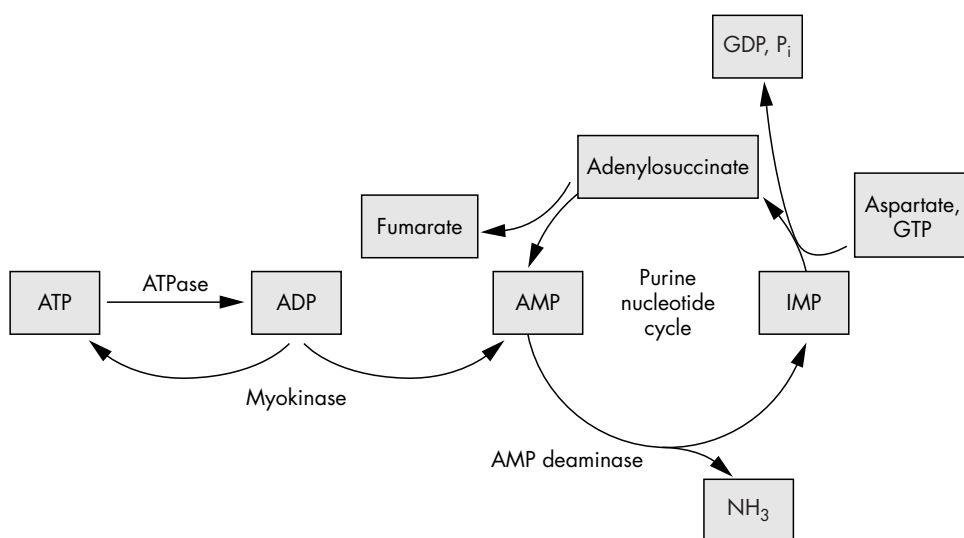 GDP, Pi
Adenylosuccinate
Aspartate,
GTP
Fumarate
ATP
ATPase
ADP
AMP
Purine
nucleotide
cycle
IMP
Myokinase
AMP deaminase
NH3